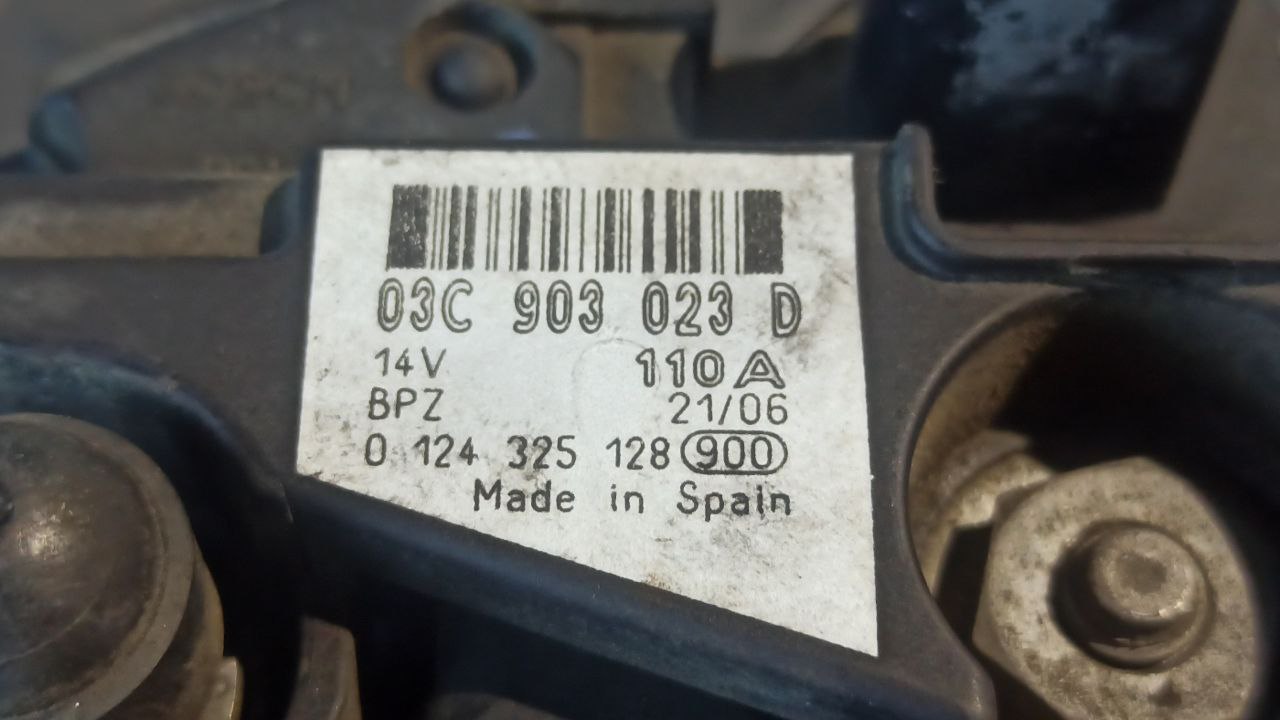 03C 903 023 D
14V 110A
BPZ 21/06
0 124 325 128 900
Made in Spain